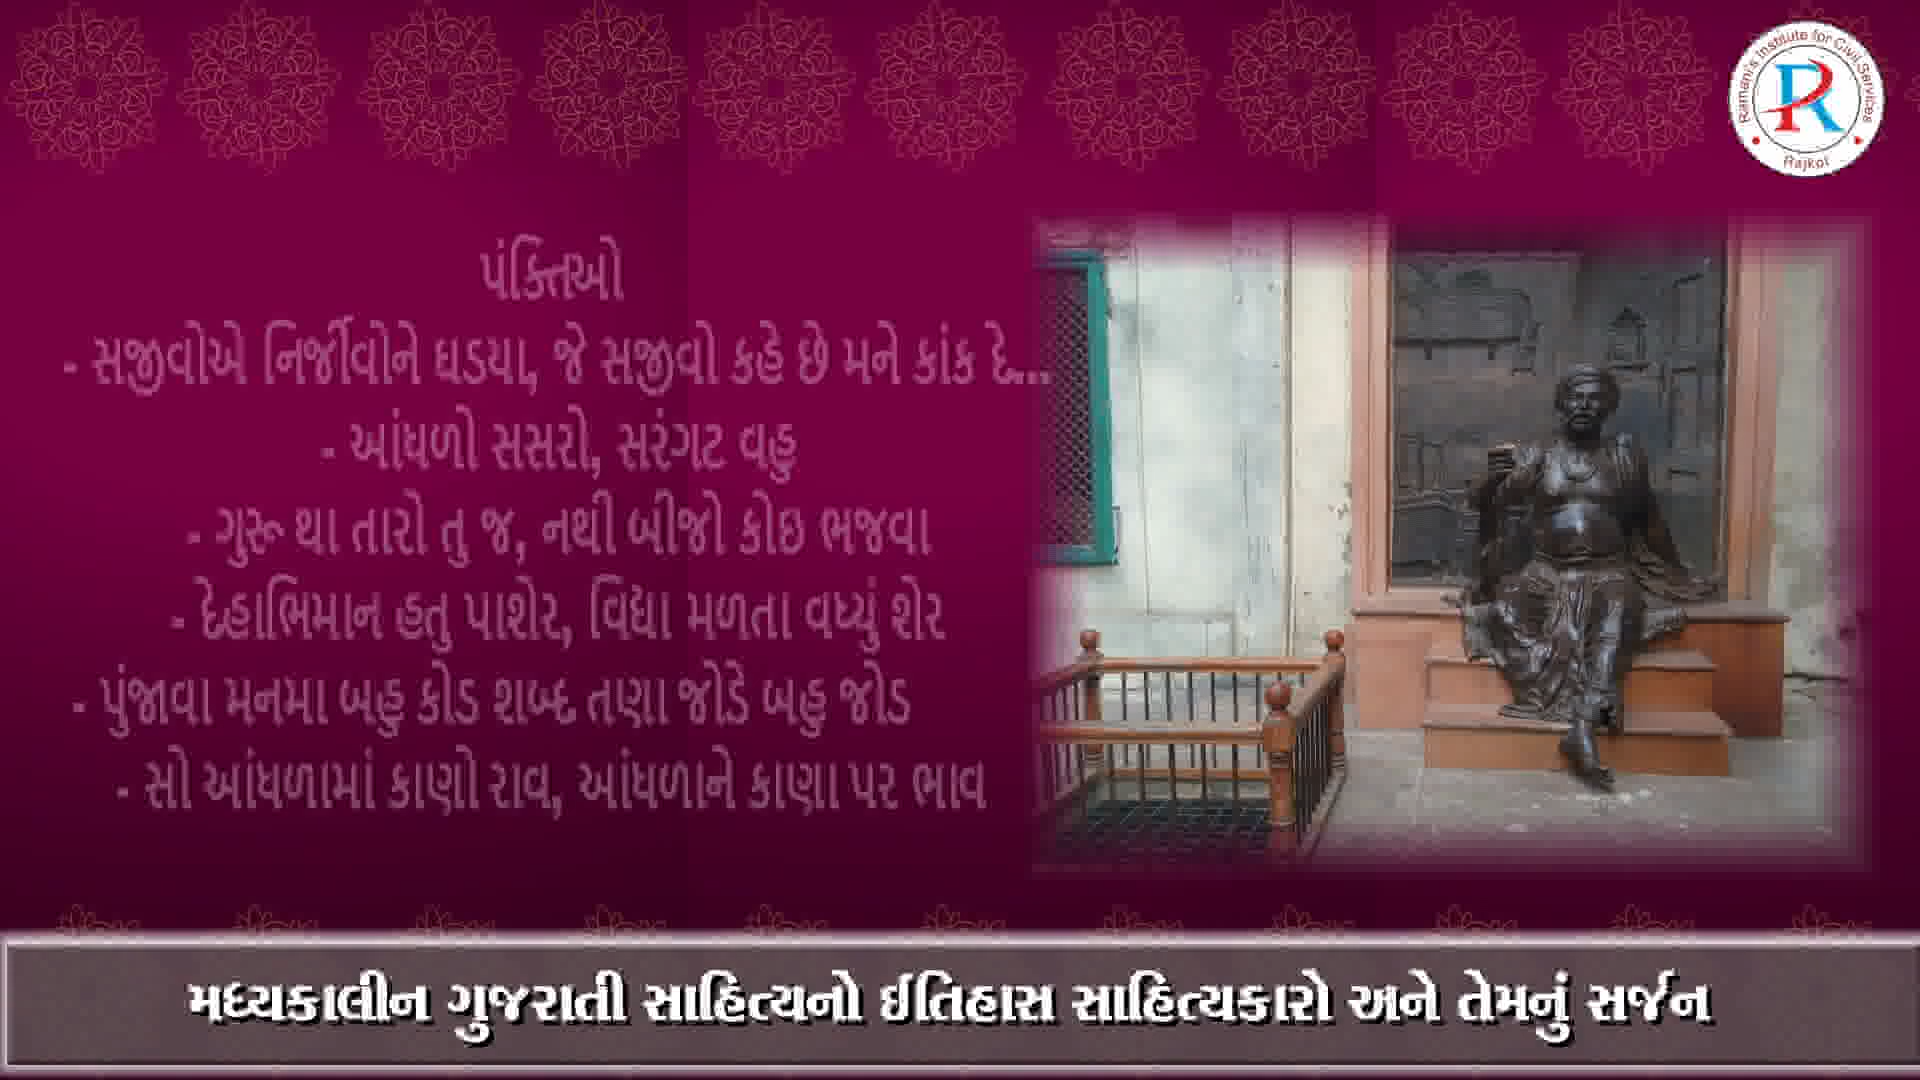 Ramani's Institute for Civil Services
R
Rajkot
પંક્તિઓ
- સજીવોએ નિર્જીવોને ઘડયા, જે સજીવો કહે છે મને કાંક દે...
- આંધળો સસરો, સરંગટ વહુ
- ગુરૂ થા તારો તુ જ, નથી બીજો કોઇ ભજવા
- દેહાભિમાન હતુ પાશેર, વિદ્યા મળતા વધ્યું શેર
- પુંજાવા મનમા બહુ કોડ શબ્દ તણા જોડે બહુ જોડ
- સો આંધળામાં કાણો રાવ, આંધળાને કાણા પર ભાવ
મધ્યકાલીન ગુજરાતી સાહિત્યનો ઈતિહાસ સાહિત્યકારો અને તેમનું સર્જન